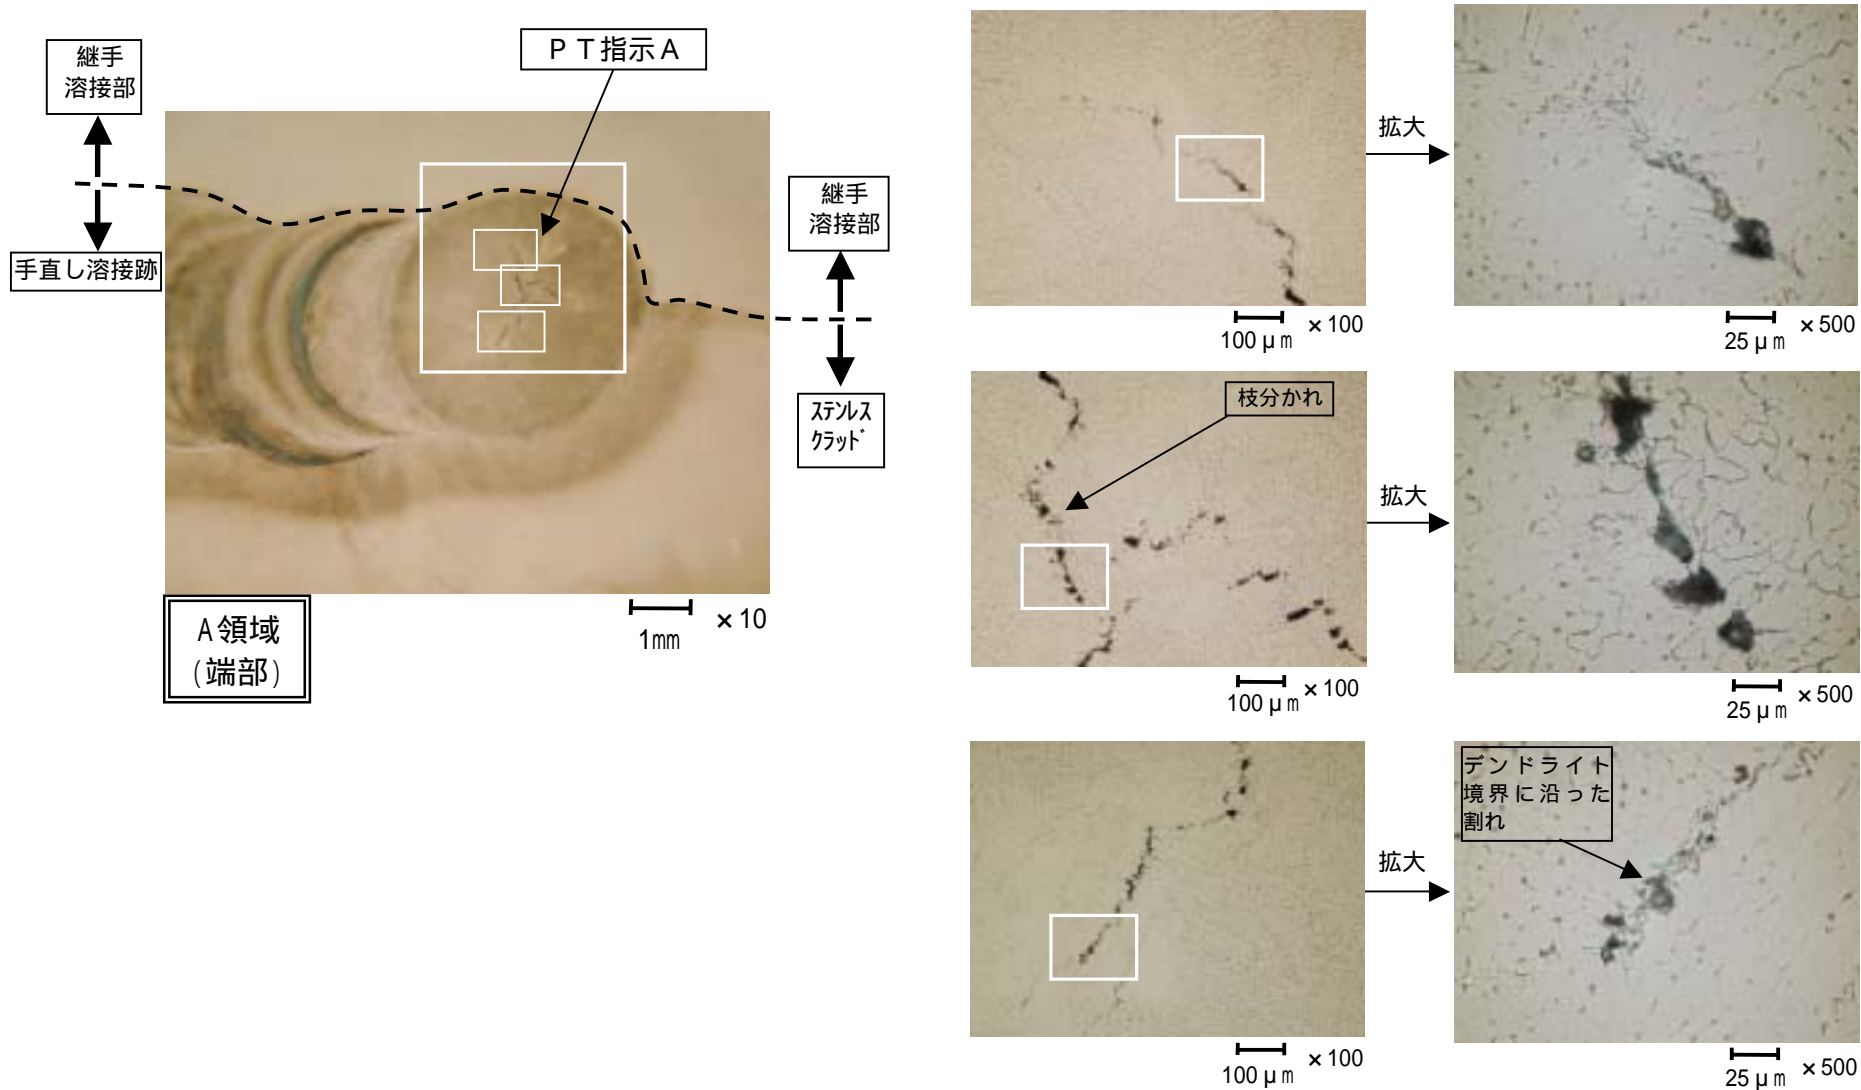 継手
溶接部
手直し溶接跡
ＰＴ指示Ａ
継手
溶接部
ｽﾃﾝﾚｽ
ｸﾗｯﾄﾞ
A領域
(端部)
1mm
×10
拡大
100μm
×100
25μm
×500
枝分かれ
拡大
100μm
×100
25μm
×500
デンドライト
境界に沿った
割れ
拡大
100μm
×100
25μm
×500